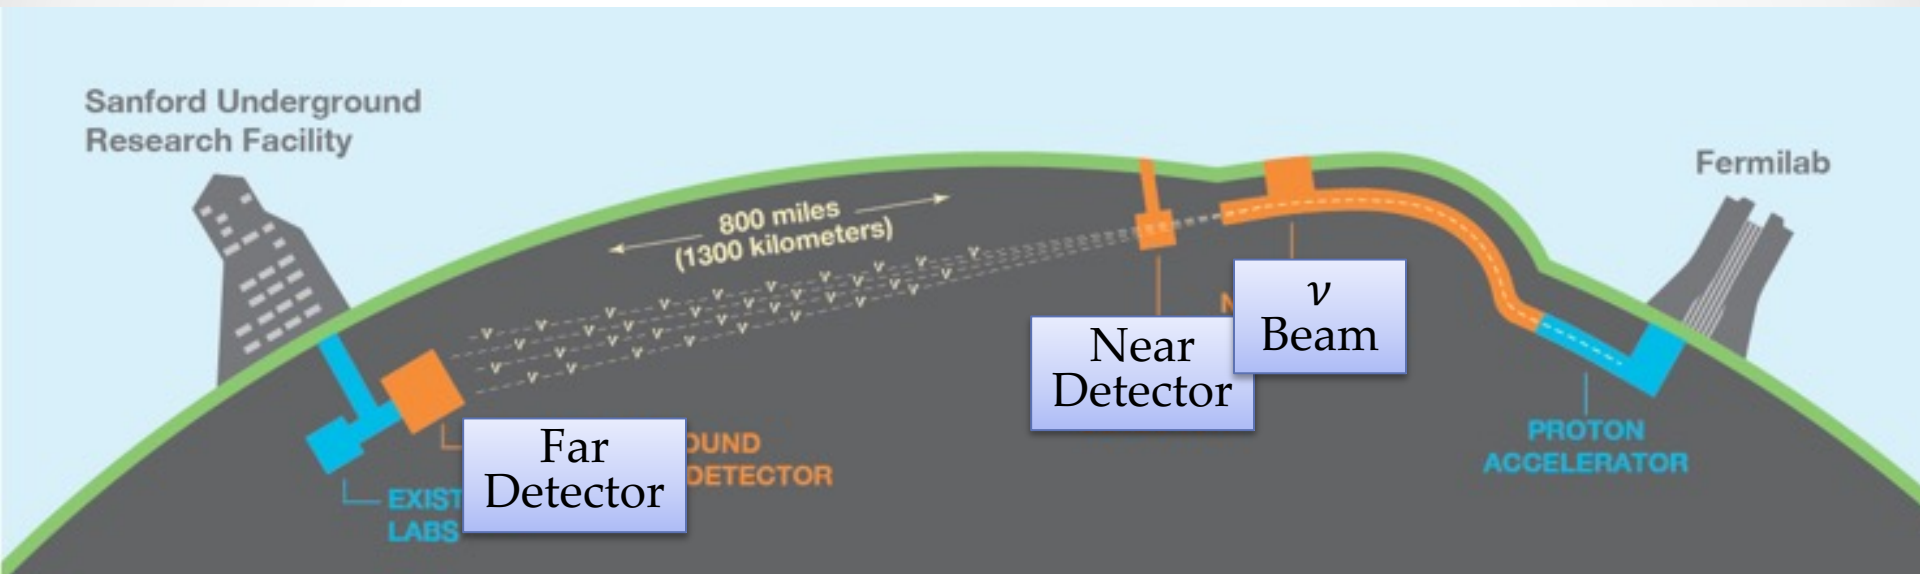 Sanford Underground
Research Facility
Fermilab
800 miles
(1300 kilometers)
ν
Beam
Near
Detector
Far
Detector
DETECTOR
PROTON
ACCELERATOR
LABS